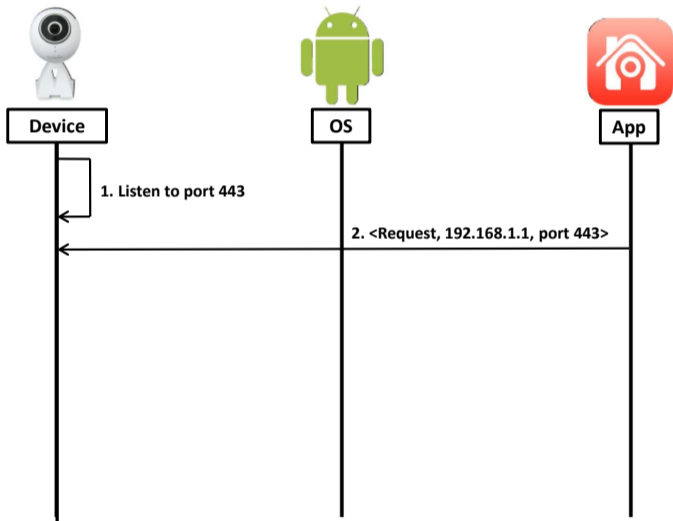 Device
OS
App
1. Listen to port 443
2. <Request, 192.168.1.1, port 443>